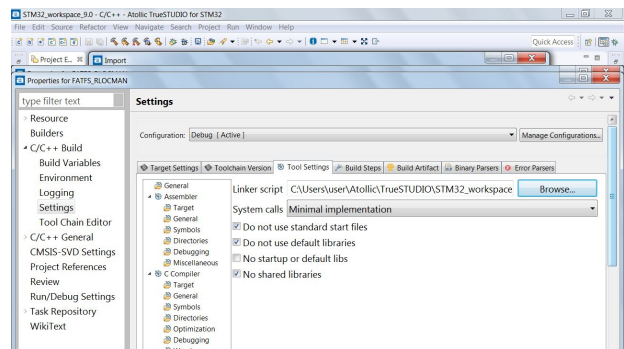 STM32_workspace_9.0 - C/C++ - Atollic TrueSTUDIO for STM32
File Edit Source Refactor View Navigate Search Project Run Window Help
Quick Access
Project E...
Import
Properties for FATFS_RLOCMAN
type filter text
Settings
Resource
Builders
C/C++ Build
Build Variables
Environment
Logging
Settings
Tool Chain Editor
C/C++ General
CMSIS-SVD Settings
Project References
Review
Run/Debug Settings
Task Repository
WikiText
Configuration: Debug [ Active ]
Manage Configurations...
Target Settings Toolchain Version Tool Settings Build Steps Build Artifact Binary Parsers Error Parsers
General
Assembler
Target
General
Symbols
Directories
Debugging
Miscellaneous
C Compiler
Target
General
Symbols
Directories
Optimization
Debugging
Linker script C:\Users\user\Atollic\TrueSTUDIO\STM32_workspace Browse...
System calls Minimal implementation
Do not use standard start files
Do not use default libraries
No startup or default libs
No shared libraries